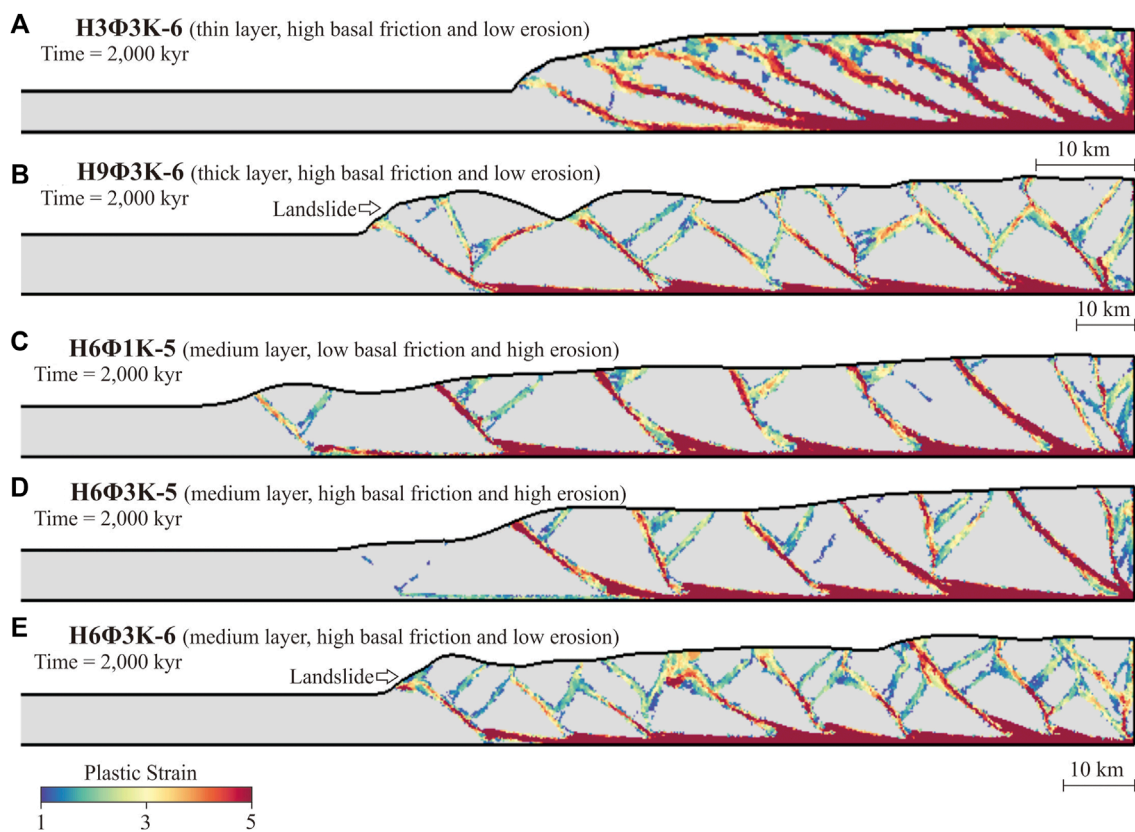 A
H3Φ3K-6 (thin layer, high basal friction and low erosion)
Time = 2,000 kyr
10 km
B
H9Φ3K-6 (thick layer, high basal friction and low erosion)
Time = 2,000 kyr
Landslide
10 km
C
H6Φ1K-5 (medium layer, low basal friction and high erosion)
Time = 2,000 kyr
D
H6Φ3K-5 (medium layer, high basal friction and high erosion)
Time = 2,000 kyr
E
H6Φ3K-6 (medium layer, high basal friction and low erosion)
Time = 2,000 kyr
Landslide
10 km
Plastic Strain
1 3 5